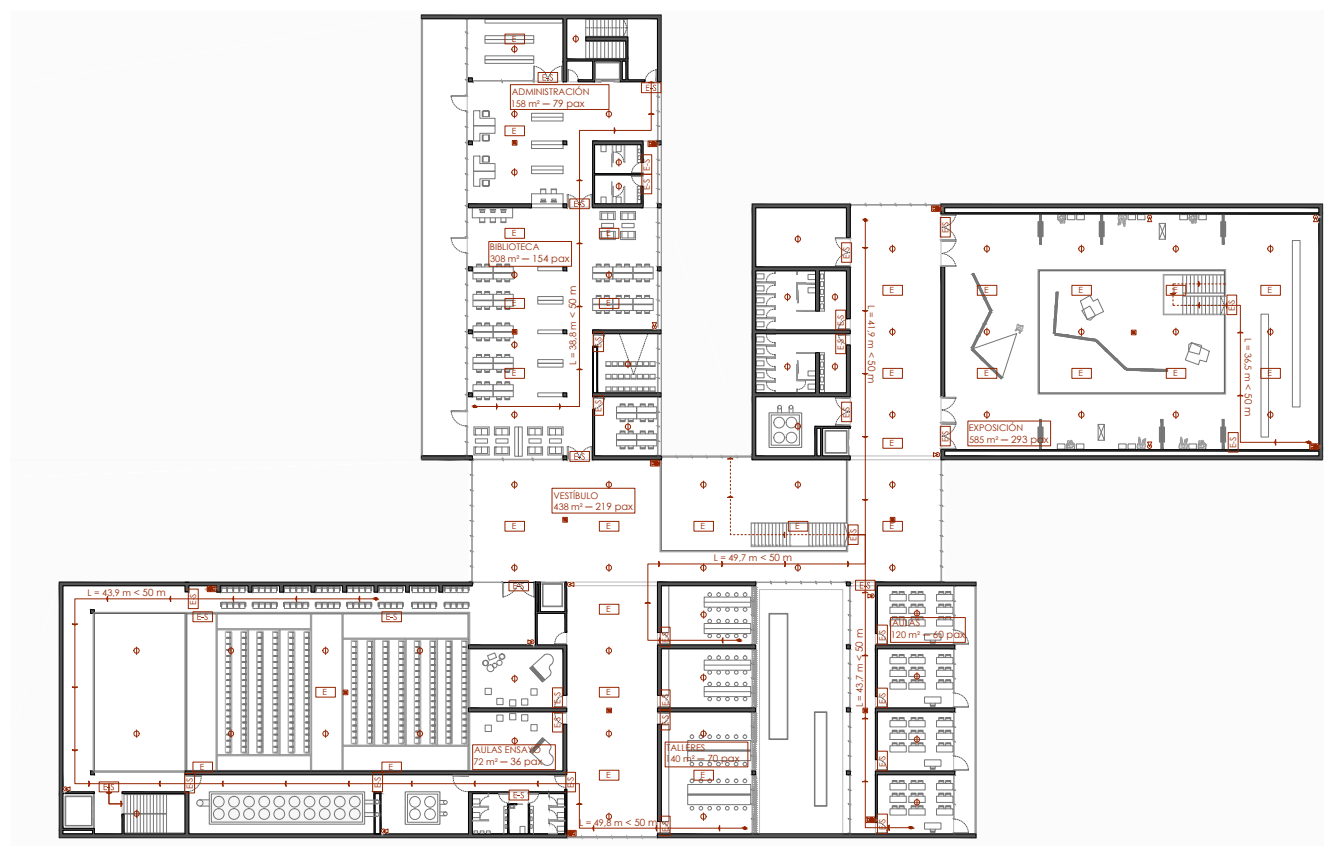 E
E-S
E-S
ADMINISTRACIÓN
158 m² — 79 pax
E
E-S
E-S
E-S
E
E
BIBLIOTECA
308 m² — 154 pax
E-S
E-S
E
E
E
E-S
E
E
E
E
L = 38,8 m < 50 m
L = 41,9 m < 50 m
E-S
E-S
E-S
E
E
E-S
E-S
E
E
E
E
E
L = 36,5 m < 50 m
E-S
E-S
E-S
E-S
EXPOSICIÓN
585 m² — 293 pax
E
E-S
E-S
VESTÍBULO
438 m² — 219 pax
E
E
E
E
E
E-S
L = 49,7 m < 50 m
L = 43,9 m < 50 m
E-S
E-S
E-S
E-S
E-S
E
E-S
AULAS
120 m² — 60 pax
E-S
E-S
L = 43,7 m < 50 m
E
E-S
E-S
E-S
E-S
E-S
AULAS ENSAYO
72 m² — 36 pax
TALLERES
140 m² — 70 pax
E
E
E
E
E
E-S
E-S
E-S
E-S
E-S
E-S
L = 49,8 m < 50 m
E-S
E-S